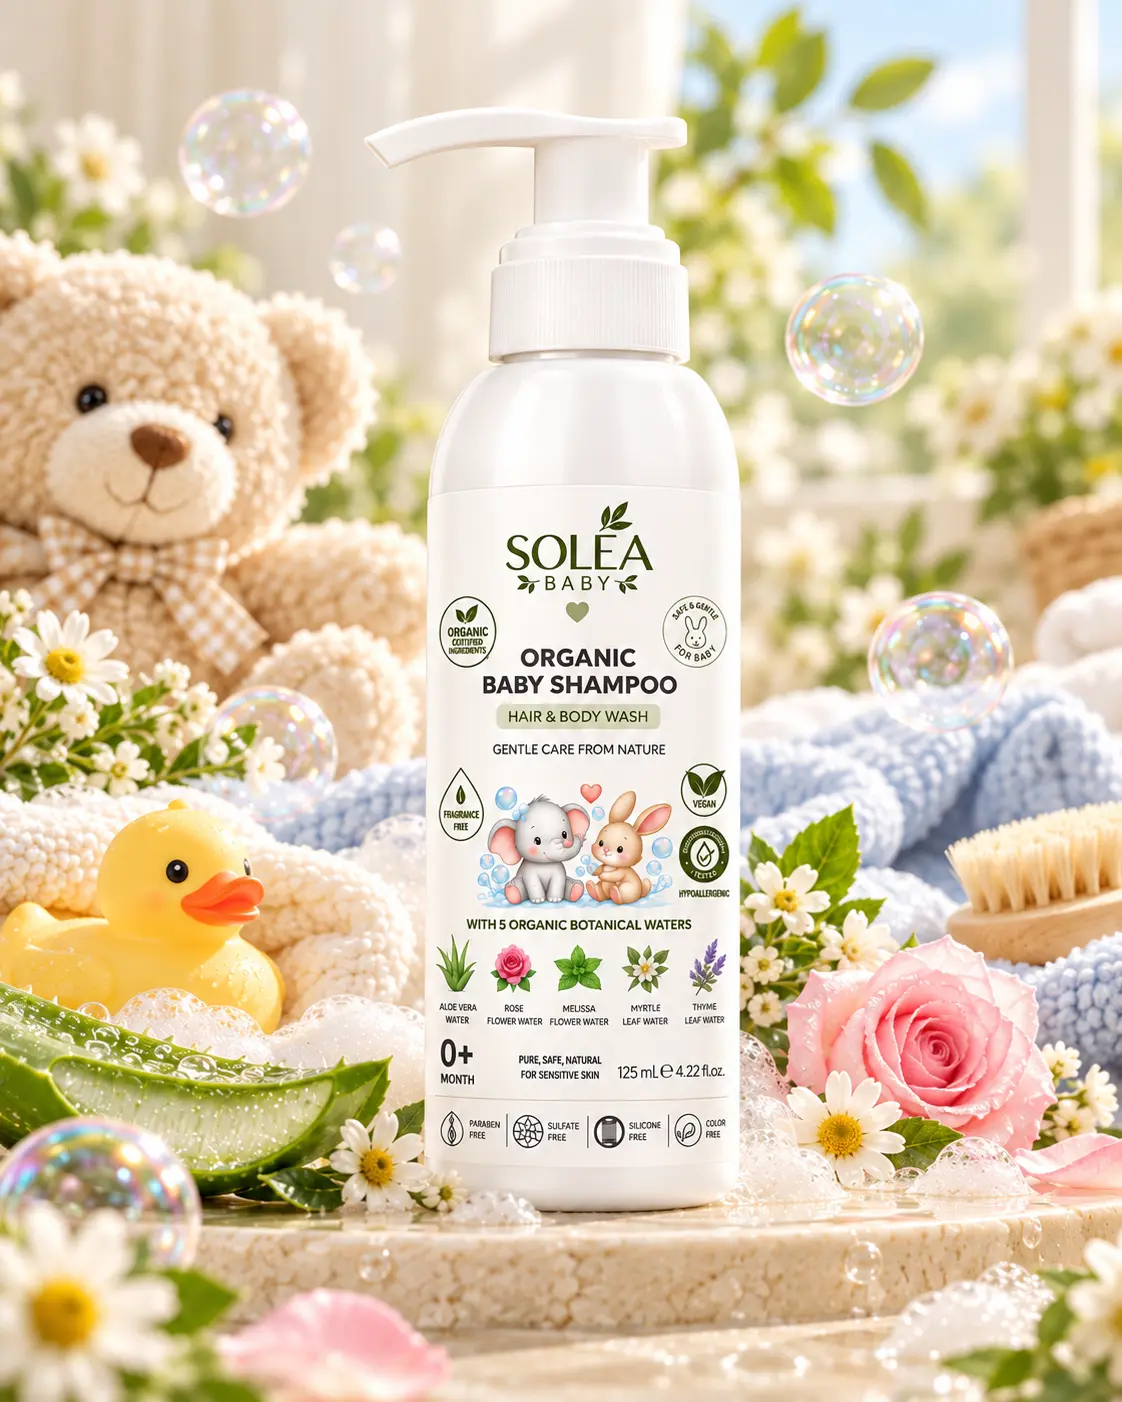 SOLÉA
BABY
ORGANIC
CERTIFIED
INGREDIENTS
SAFE & GENTLE
FOR BABY
ORGANIC
BABY SHAMPOO
HAIR & BODY WASH
GENTLE CARE FROM NATURE
FRAGRANCE
FREE
VEGAN
TESTED
HYPOALLERGENIC
WITH 5 ORGANIC BOTANICAL WATERS
ALOE VERA
WATER
ROSE
FLOWER WATER
MELISSA
FLOWER WATER
MYRTLE
LEAF WATER
THYME
LEAF WATER
0+
MONTH
PURE, SAFE, NATURAL
FOR SENSITIVE SKIN
125 mL ℮ 4.22 fl.oz.
PARABEN
FREE
SULFATE
FREE
SILICONE
FREE
COLOR
FREE